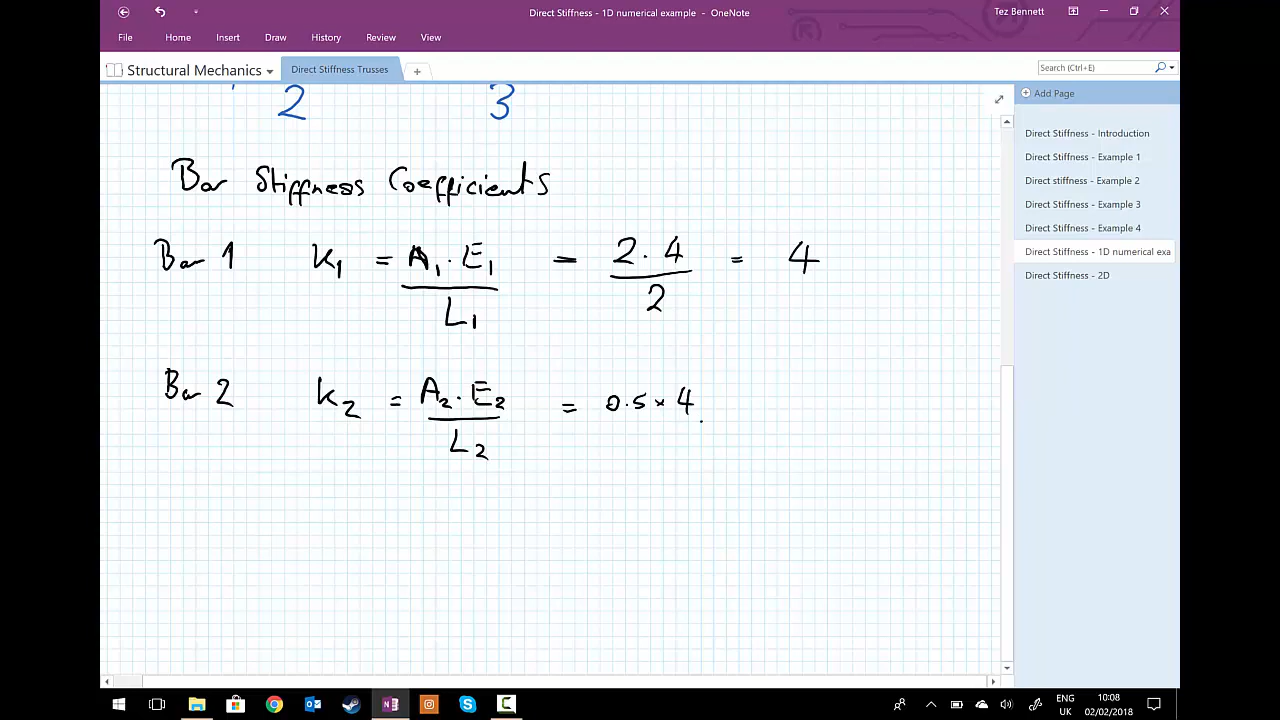 Direct Stiffness - 1D numerical example - OneNote
Tez Bennett
File Home Insert Draw History Review View
Structural Mechanics
Direct Stiffness Trusses
Search (Ctrl+E)
Add Page
Direct Stiffness - Introduction
Direct Stiffness - Example 1
Direct stiffness - Example 2
Direct Stiffness - Example 3
Direct Stiffness - Example 4
Direct Stiffness - 1D numerical exa
Direct Stiffness - 2D
2 3
Bar Stiffness Coefficients
Bar 1 K₁ = A₁·E₁ = 2·4 = 4
L₁ 2
Bar 2 K₂ = A₂·E₂ = 0.5×4
L₂
ENG 10:08
UK 02/02/2018